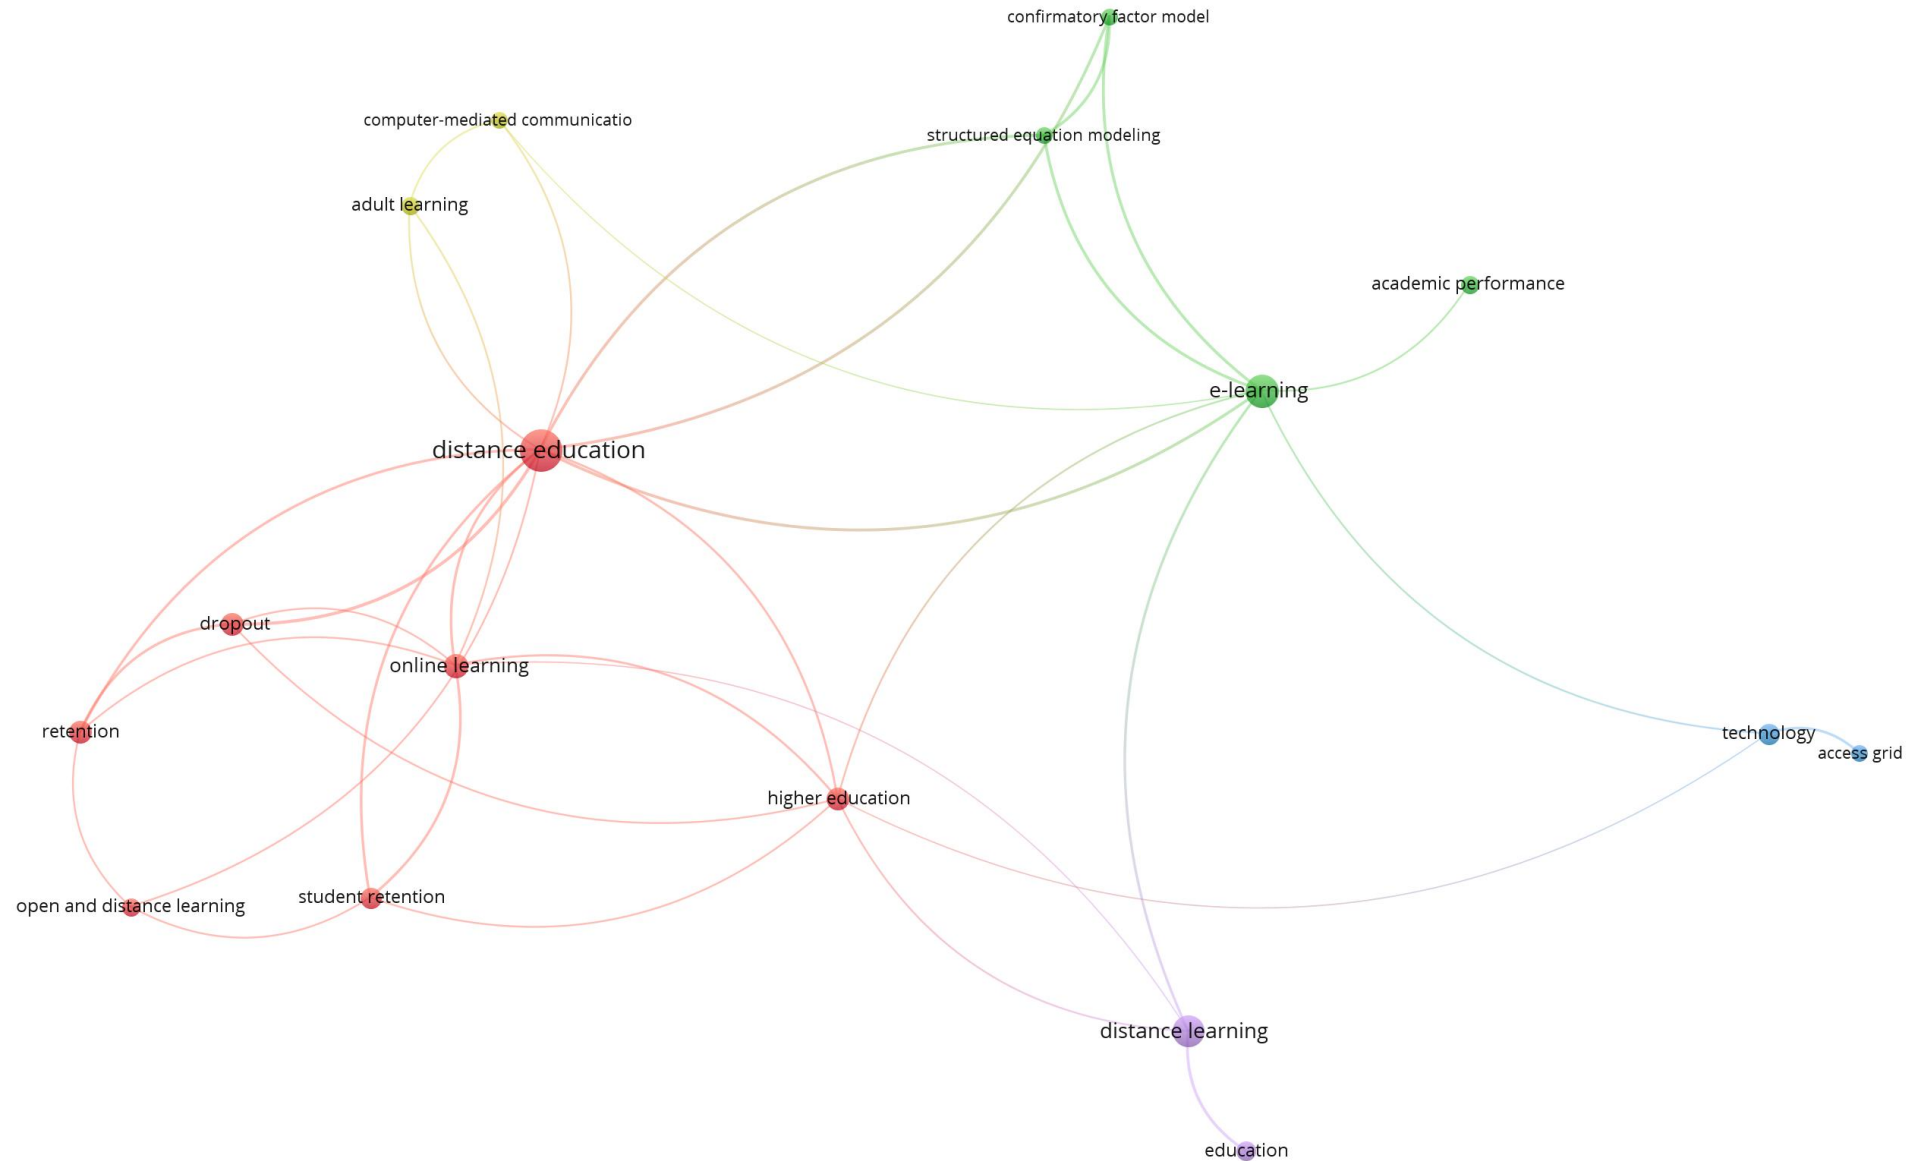 confirmatory factor model
computer-mediated communicatio
structured equation modeling
adult learning
academic performance
e-learning
distance education
dropout
online learning
retention
technology
access grid
higher education
student retention
open and distance learning
distance learning
education